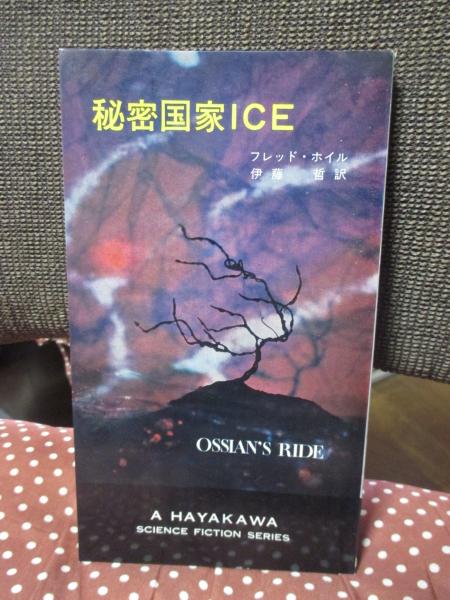 秘密国家ICE
フレッド・ホイル
伊藤 哲訳
OSSIAN'S RIDE
A HAYAKAWA
SCIENCE FICTION SERIES